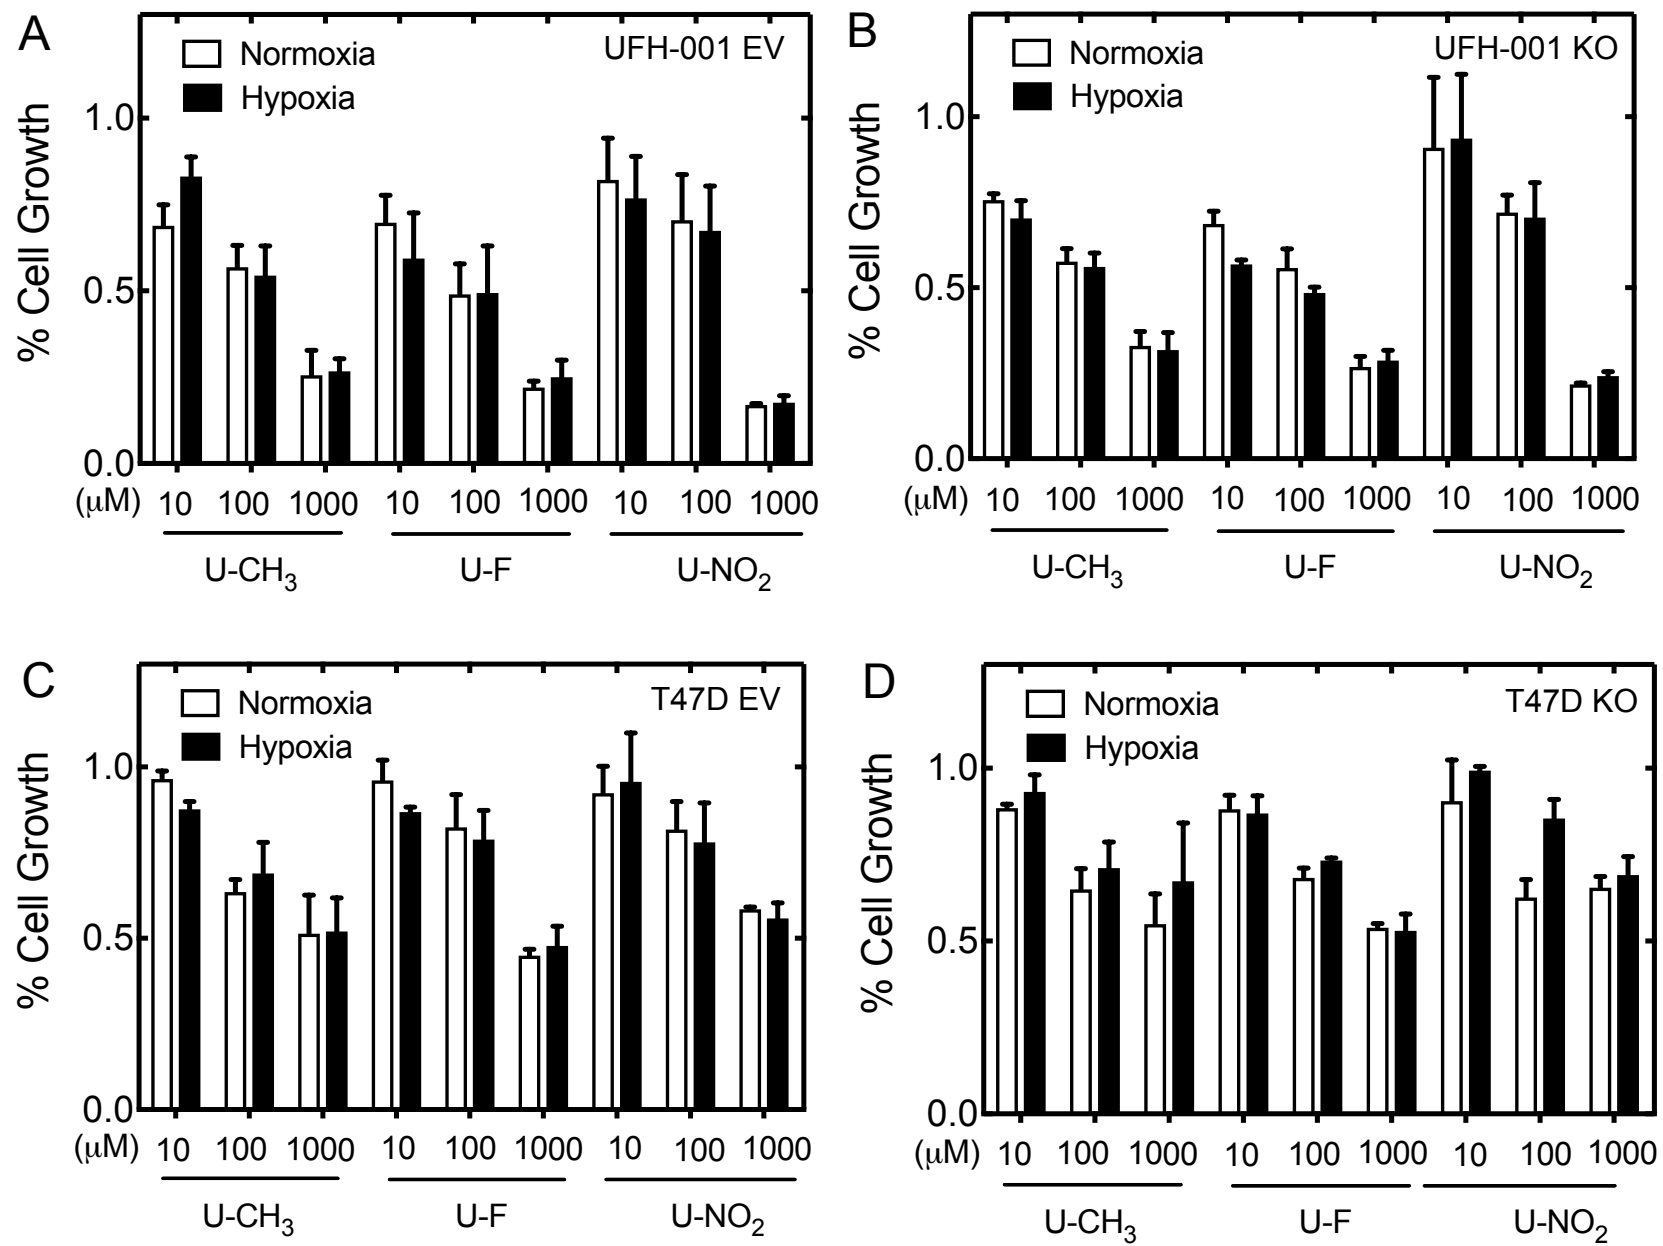 A
Normoxia
Hypoxia
UFH-001 EV
% Cell Growth
1.0
0.5
0.0
(μM) 10 100 1000 10 100 1000 10 100 1000
U-CH₃ U-F U-NO₂
B
Normoxia
Hypoxia
UFH-001 KO
% Cell Growth
1.0
0.5
0.0
(μM) 10 100 1000 10 100 1000 10 100 1000
U-CH₃ U-F U-NO₂
C
Normoxia
Hypoxia
T47D EV
% Cell Growth
1.0
0.5
0.0
(μM) 10 100 1000 10 100 1000 10 100 1000
U-CH₃ U-F U-NO₂
D
Normoxia
Hypoxia
T47D KO
% Cell Growth
1.0
0.5
0.0
(μM) 10 100 1000 10 100 1000 10 100 1000
U-CH₃ U-F U-NO₂